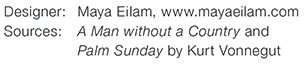 Designer: Maya Eilam, www.mayaeilam.com
Sources: A Man without a Country and
Palm Sunday by Kurt Vonnegut